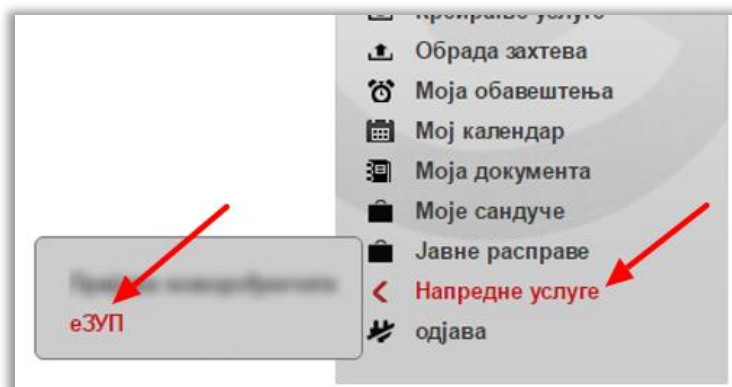 Обрада захтева
Моја обавештења
Мој календар
Моја документа
Моје сандуче
Јавне расправе
Напредне услуге
еЗУП
одјава